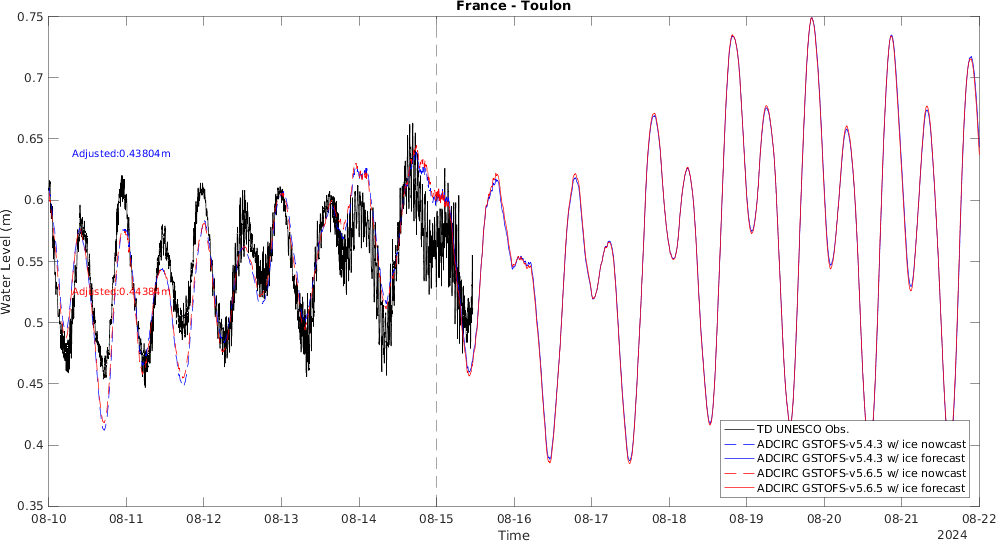 France - Toulon
0.75
0.7
0.65
0.6
0.55
0.5
0.45
0.4
0.35
Water Level (m)
Adjusted:0.43804m
Adjusted:0.44384m
TD UNESCO Obs.
ADCIRC GSTOFS-v5.4.3 w/ ice nowcast
ADCIRC GSTOFS-v5.4.3 w/ ice forecast
ADCIRC GSTOFS-v5.6.5 w/ ice nowcast
ADCIRC GSTOFS-v5.6.5 w/ ice forecast
08-10 08-11 08-12 08-13 08-14 08-15 08-16 08-17 08-18 08-19 08-20 08-21 08-22
Time
2024